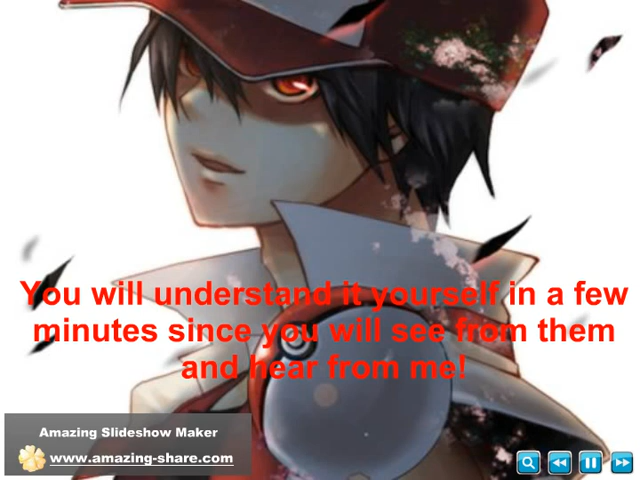 You will understand it yourself in a few
minutes since you will see from them
and hear from me!
Amazing Slideshow Maker
www.amazing-share.com